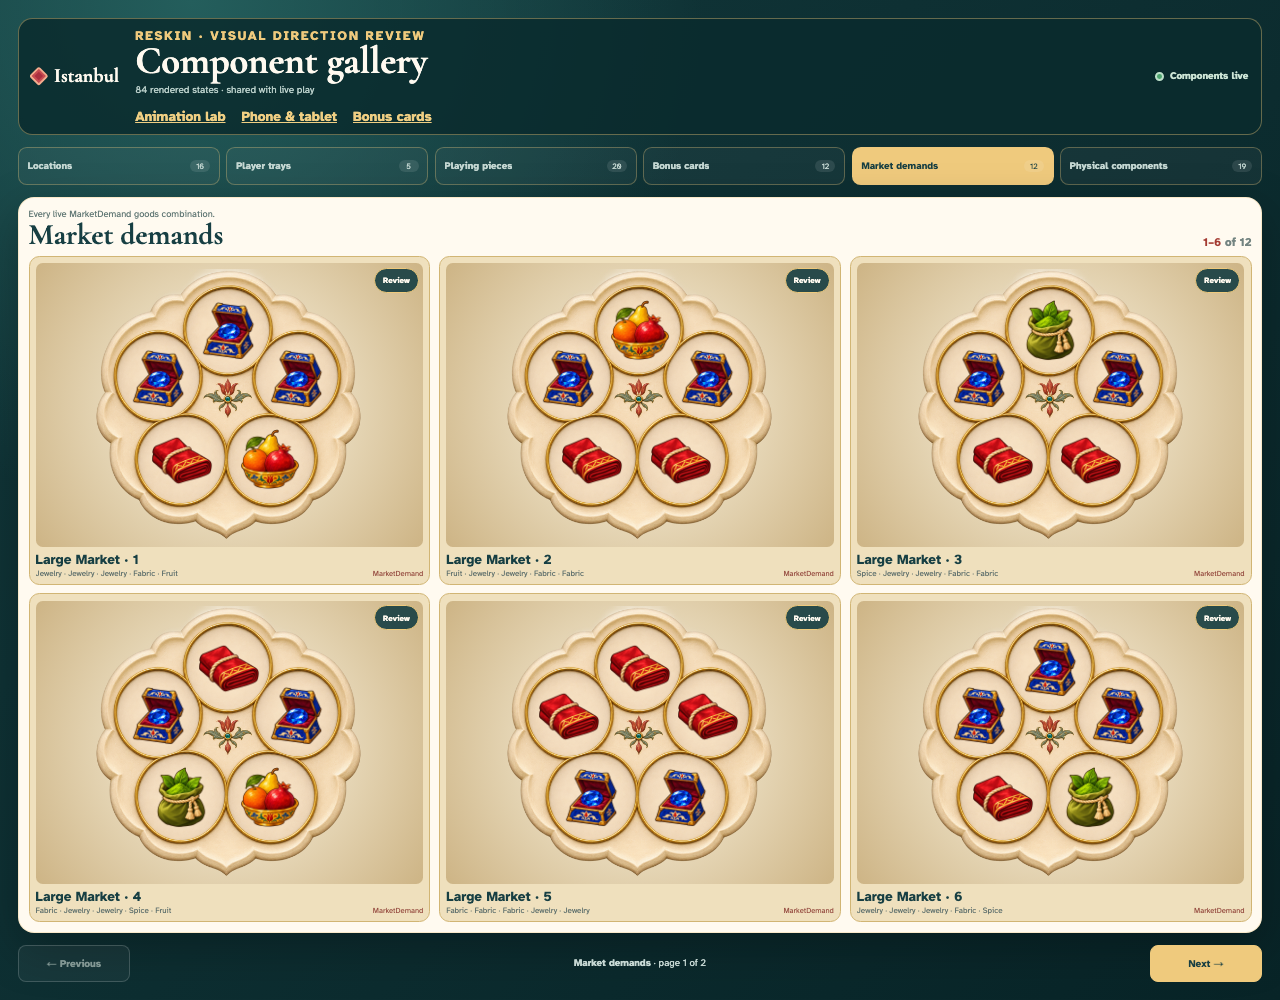 Istanbul
RESKIN · VISUAL DIRECTION REVIEW
Component gallery
84 rendered states · shared with live play
Animation lab Phone & tablet Bonus cards
Components live
Locations 16
Player trays 5
Playing pieces 20
Bonus cards 12
Market demands 12
Physical components 19
Every live MarketDemand goods combination.
Market demands
1–6 of 12
Review
Large Market · 1
Jewelry · Jewelry · Jewelry · Fabric · Fruit MarketDemand
Review
Large Market · 2
Fruit · Jewelry · Jewelry · Fabric · Fabric MarketDemand
Review
Large Market · 3
Spice · Jewelry · Jewelry · Fabric · Fabric MarketDemand
Review
Large Market · 4
Fabric · Jewelry · Jewelry · Spice · Fruit MarketDemand
Review
Large Market · 5
Fabric · Fabric · Fabric · Jewelry · Jewelry MarketDemand
Review
Large Market · 6
Jewelry · Jewelry · Jewelry · Fabric · Spice MarketDemand
← Previous
Market demands · page 1 of 2
Next →